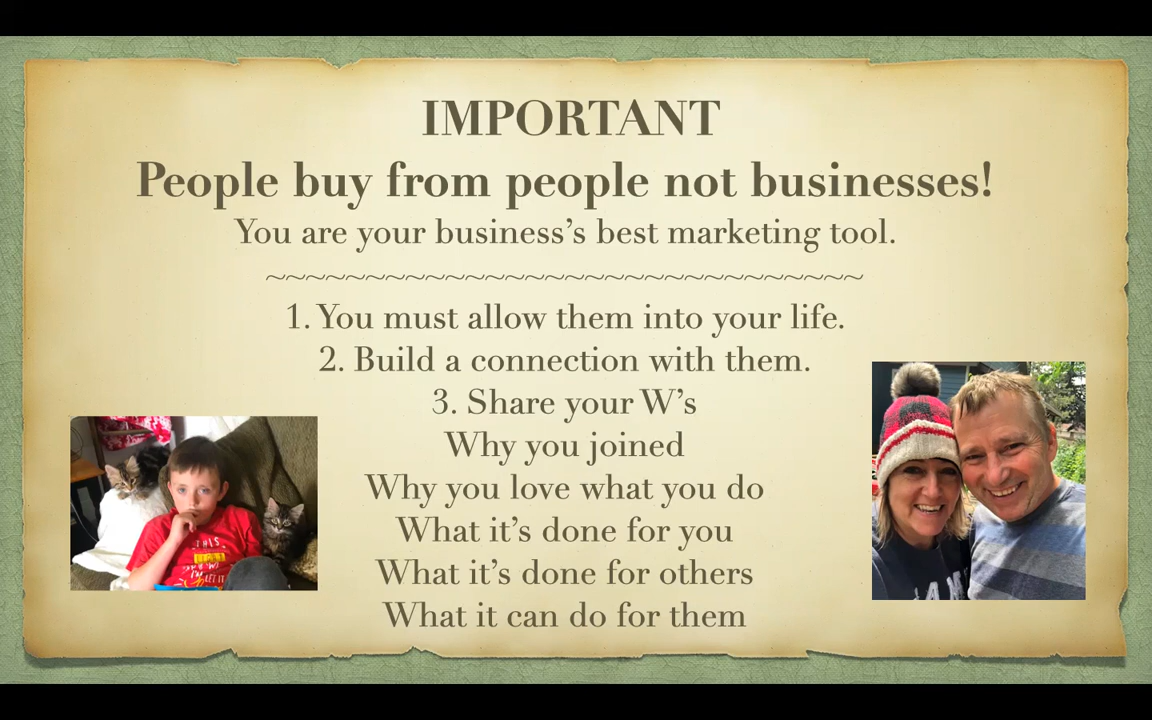 IMPORTANT
People buy from people not businesses!
You are your business’s best marketing tool.
~~~~~~~~~~~~~~~~~~~~~~~~~~~~~~
1. You must allow them into your life.
2. Build a connection with them.
3. Share your W’s
Why you joined
Why you love what you do
What it’s done for you
What it’s done for others
What it can do for them